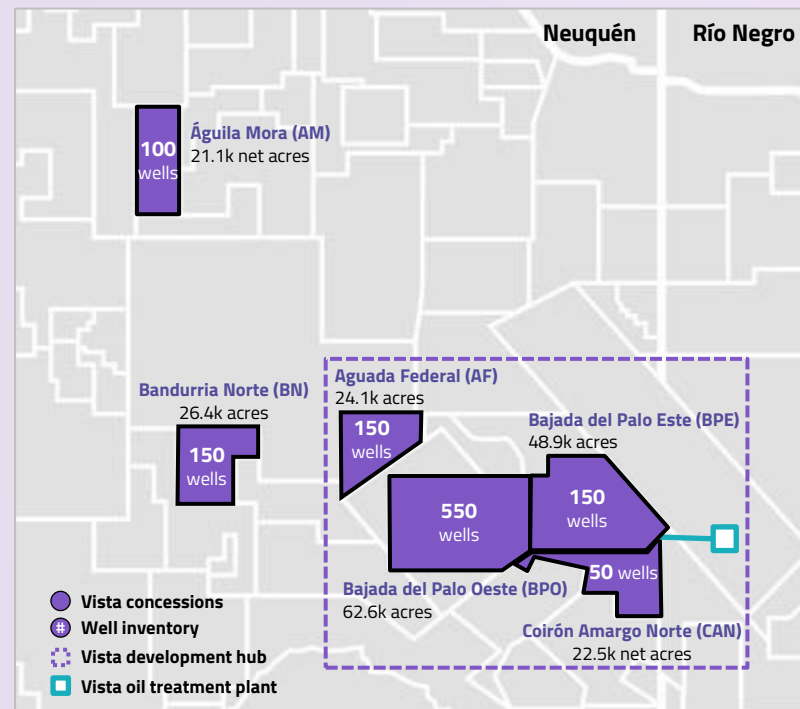 Neuquén
Río Negro
Águila Mora (AM)
21.1k net acres
100
wells
Bandurria Norte (BN)
26.4k acres
150
wells
Aguada Federal (AF)
24.1k acres
150
wells
Bajada del Palo Este (BPE)
48.9k acres
150
wells
550
wells
Bajada del Palo Oeste (BPO)
62.6k acres
50 wells
Coirón Amargo Norte (CAN)
22.5k net acres
Vista concessions
# Well inventory
Vista development hub
Vista oil treatment plant